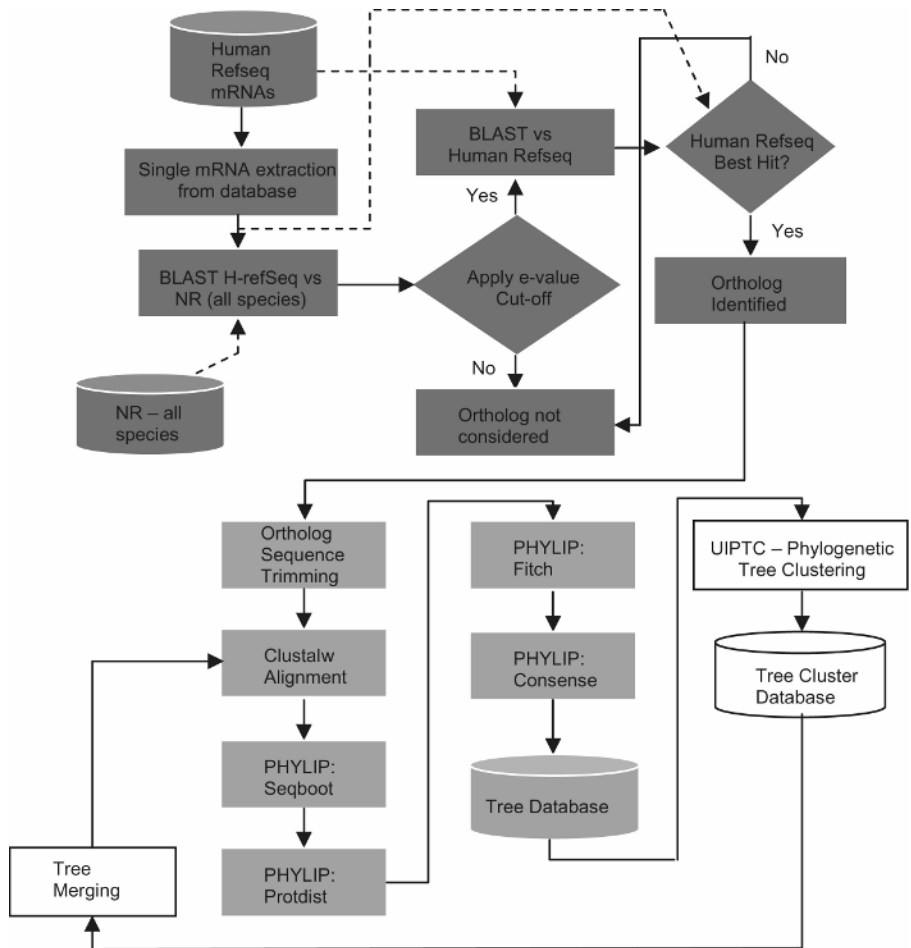 Human
Refseq
mRNAs
No
BLAST vs
Human Refseq
Human Refseq
Best Hit?
Single mRNA extraction
from database
Yes
Yes
BLAST H-refSeq vs
NR (all species)
Apply e-value
Cut-off
Ortholog
Identified
No
NR – all
species
Ortholog not
considered
Ortholog
Sequence
Trimming
PHYLIP:
Fitch
UIPTC – Phylogenetic
Tree Clustering
Clustalw
Alignment
PHYLIP:
Consense
Tree Cluster
Database
PHYLIP:
Seqboot
Tree Database
Tree
Merging
PHYLIP:
Protdist